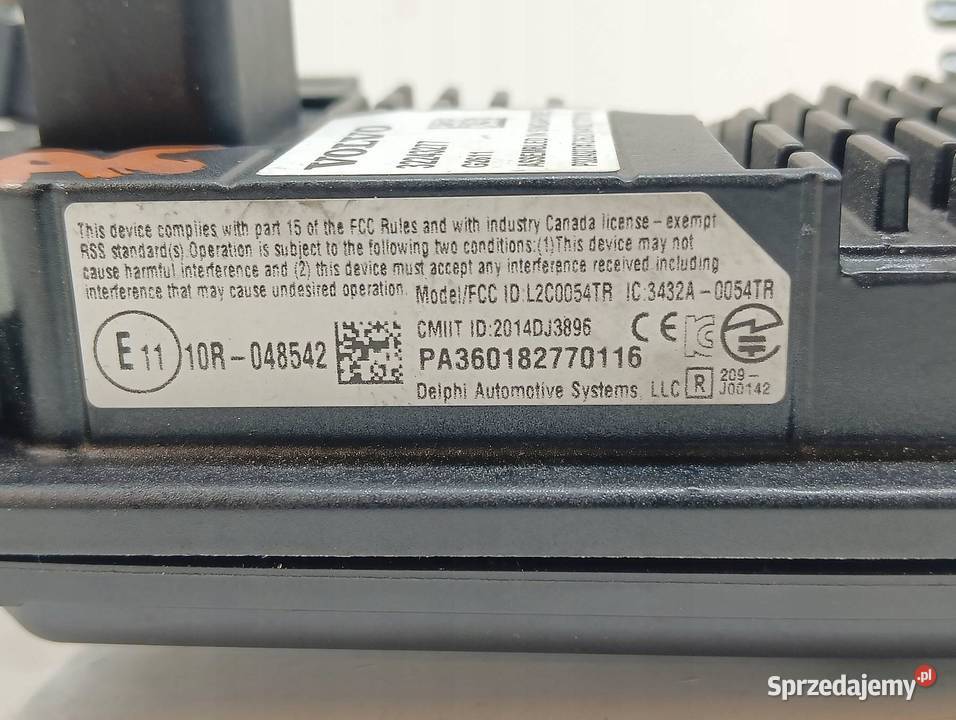 VOLVO
This device complies with part 15 of the FCC Rules and with industry Canada license - exempt
RSS standard(s).Operation is subject to the following two conditions:(1)This device may not
cause harmful interference and (2) this device must accept any interference received including
interference that may cause undesired operation.
Model/FCC ID:L2C0054TR IC:3432A-0054TR
CMIIT ID:2014DJ3896
E 11
10R-048542
PA360182770116
Delphi Automotive Systems, LLC
R
209-
J00142
Sprzedajemy.pl